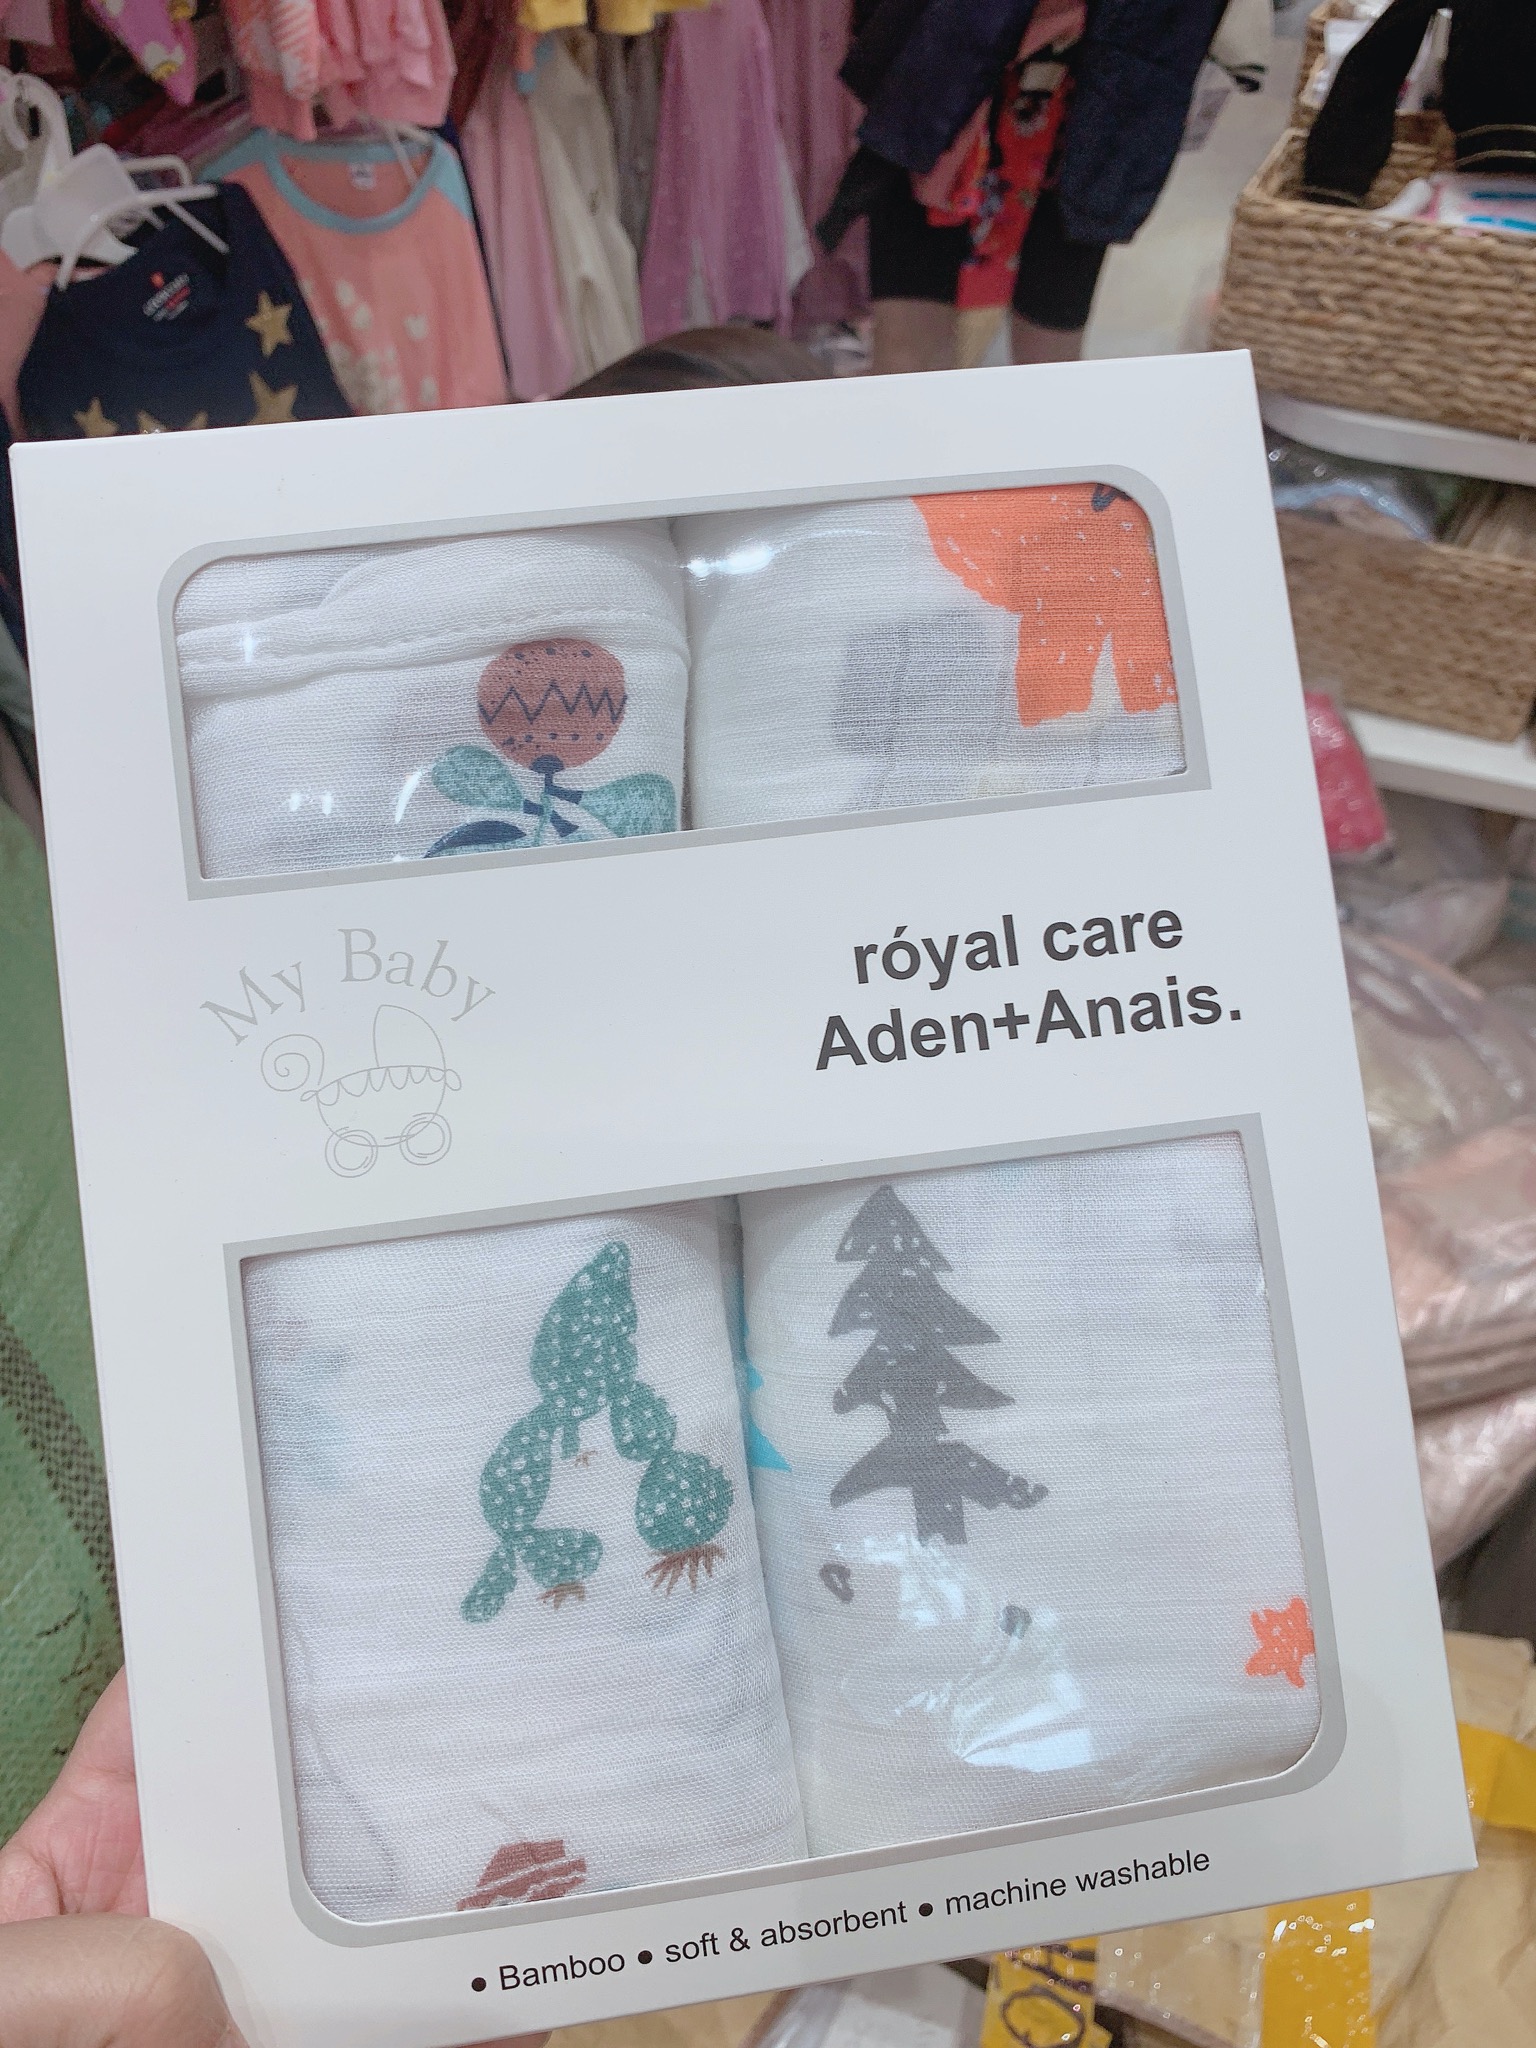 My Baby
róyal care
Aden+Anais.
• Bamboo • soft & absorbent • machine washable